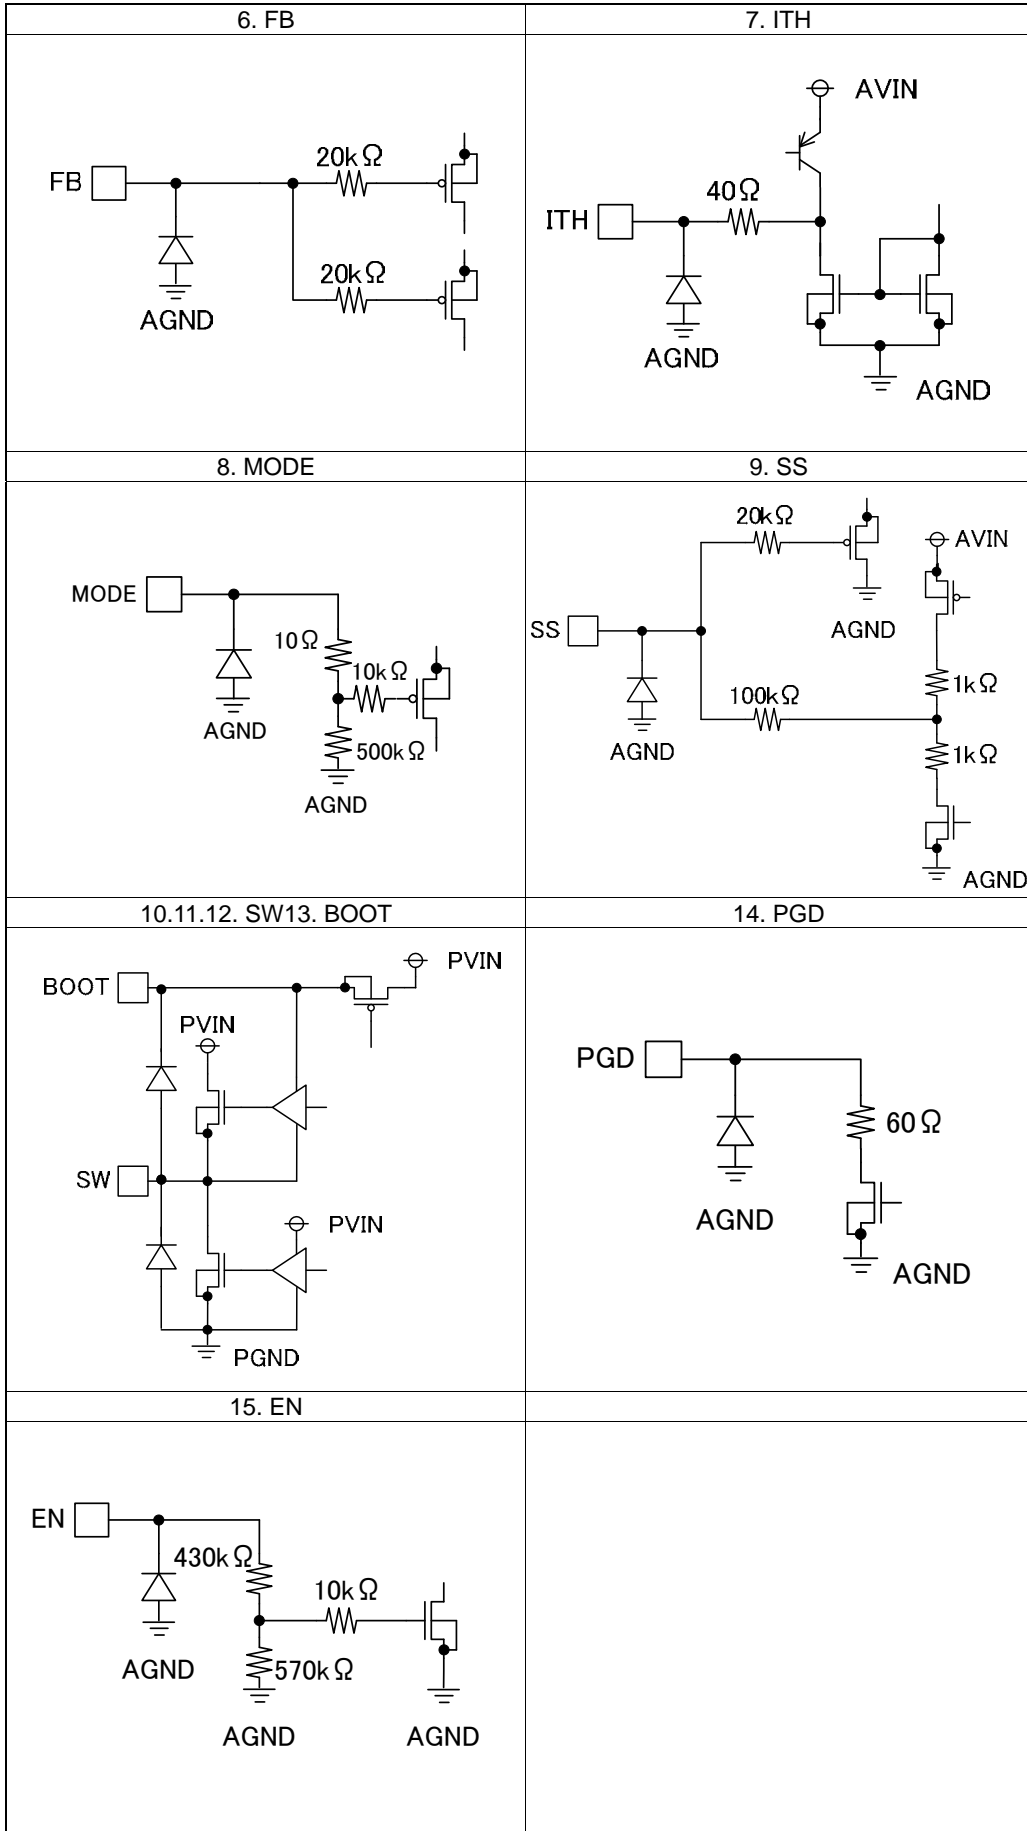 6. FB
7. ITH
FB
20kΩ
20kΩ
AGND
AVIN
ITH
40Ω
AGND
AGND
8. MODE
9. SS
MODE
10Ω
10kΩ
500kΩ
AGND
AGND
SS
20kΩ
AGND
AVIN
100kΩ
1kΩ
1kΩ
AGND
AGND
10.11.12. SW13. BOOT
14. PGD
BOOT
PVIN
PVIN
SW
PVIN
PGND
PGD
60Ω
AGND
AGND
15. EN
EN
430kΩ
10kΩ
570kΩ
AGND
AGND
AGND